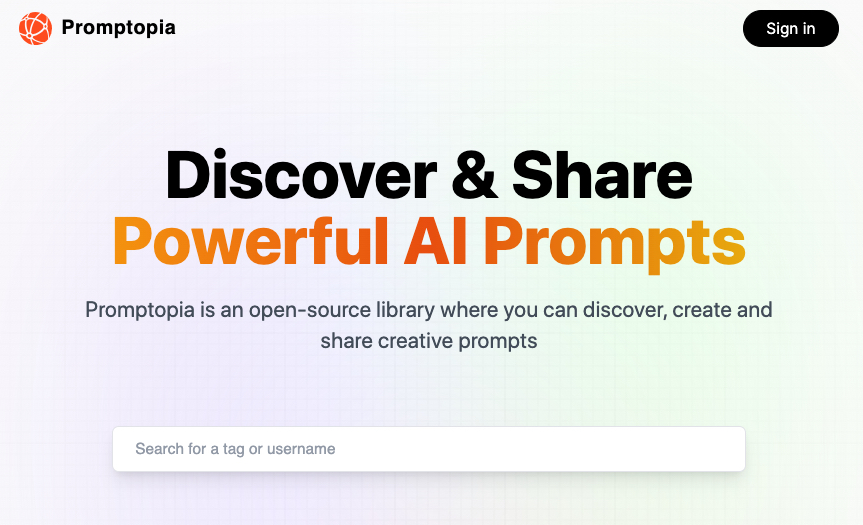 Promptopia
Sign in
Discover & Share
Powerful AI Prompts
Promptopia is an open-source library where you can discover, create and
share creative prompts
Search for a tag or username